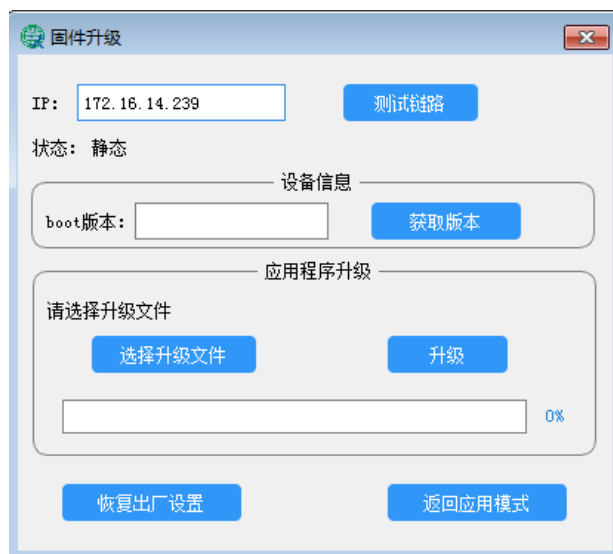 固件升级
IP: 172.16.14.239 测试链路
状态: 静态
设备信息
boot版本: 获取版本
应用程序升级
请选择升级文件
选择升级文件 升级
0%
恢复出厂设置 返回应用模式